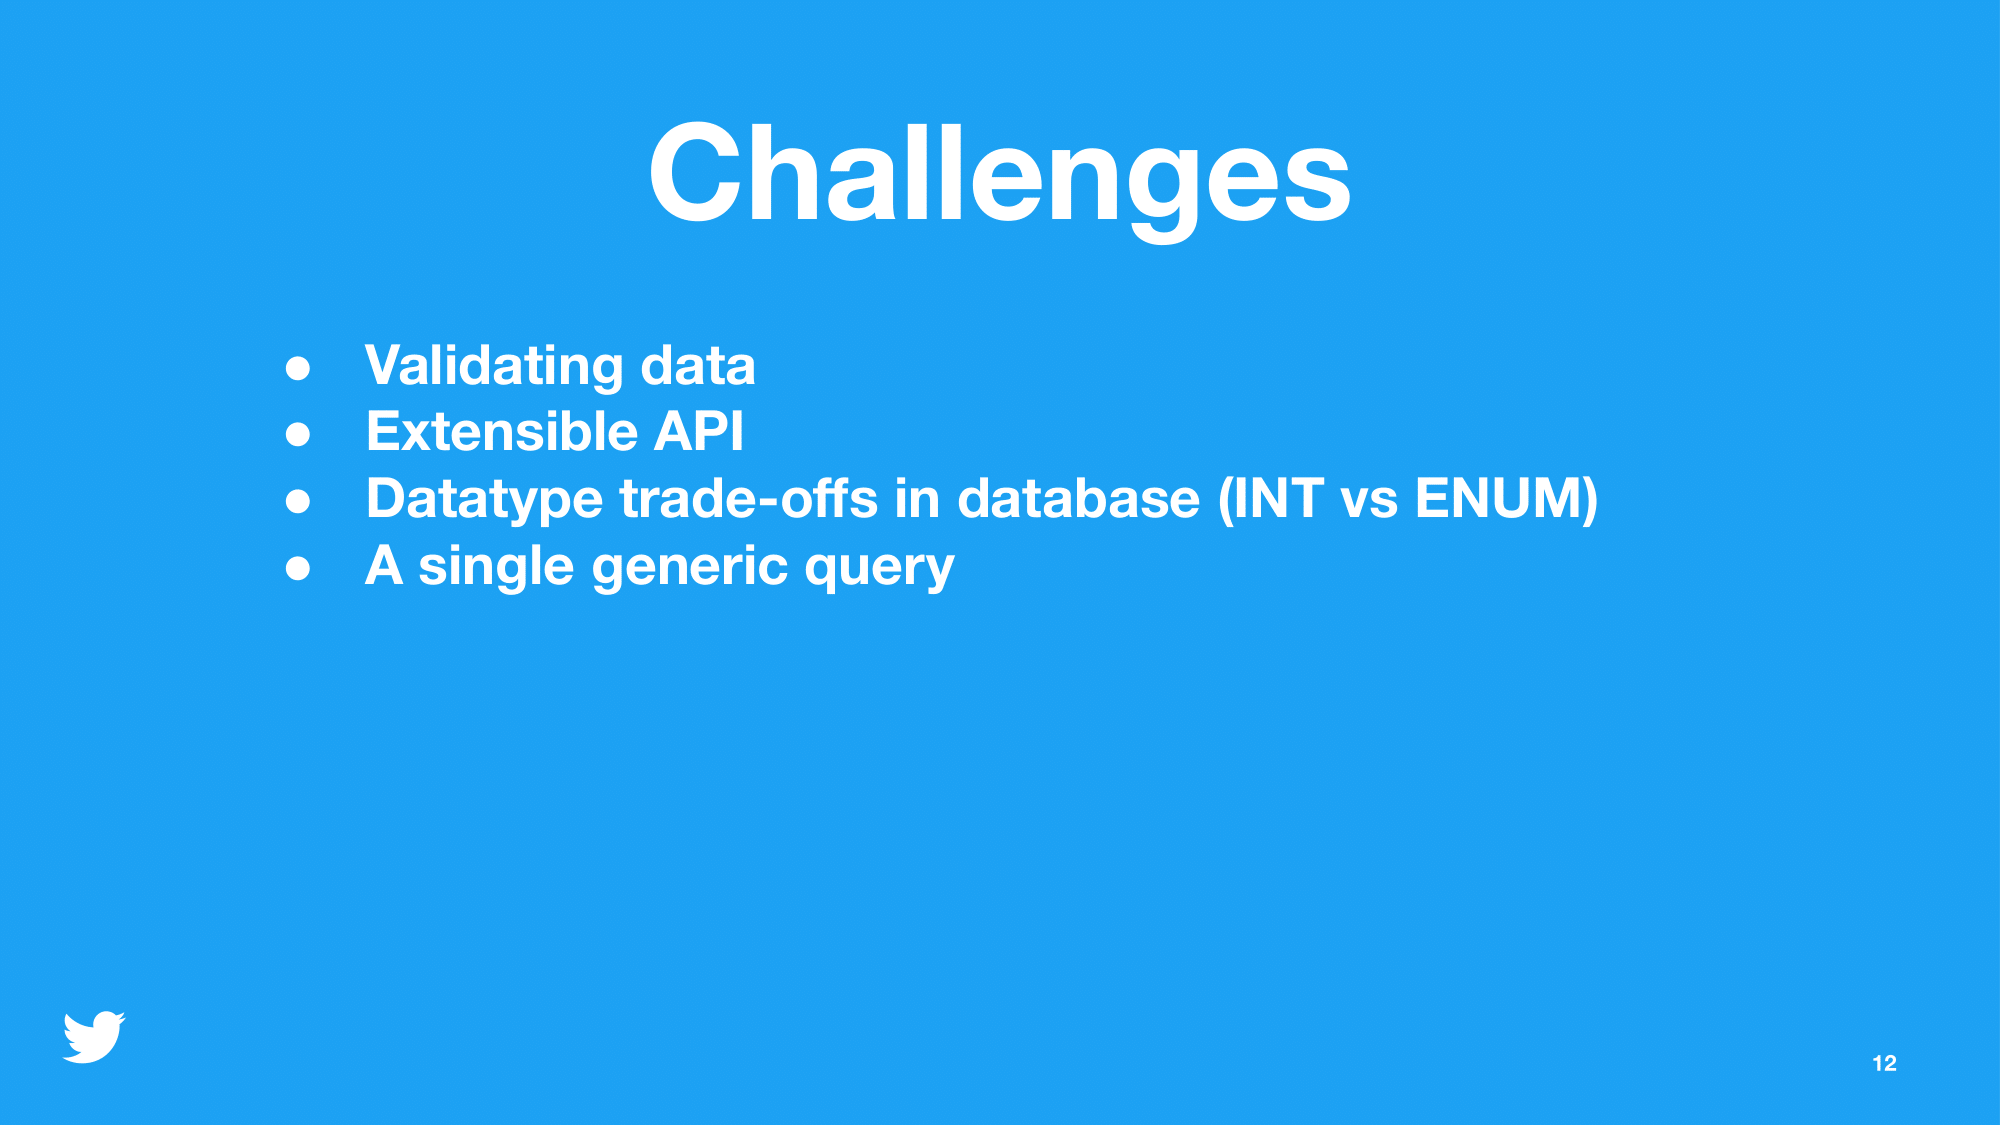 Challenges
● Validating data
● Extensible API
● Datatype trade-offs in database (INT vs ENUM)
● A single generic query
12